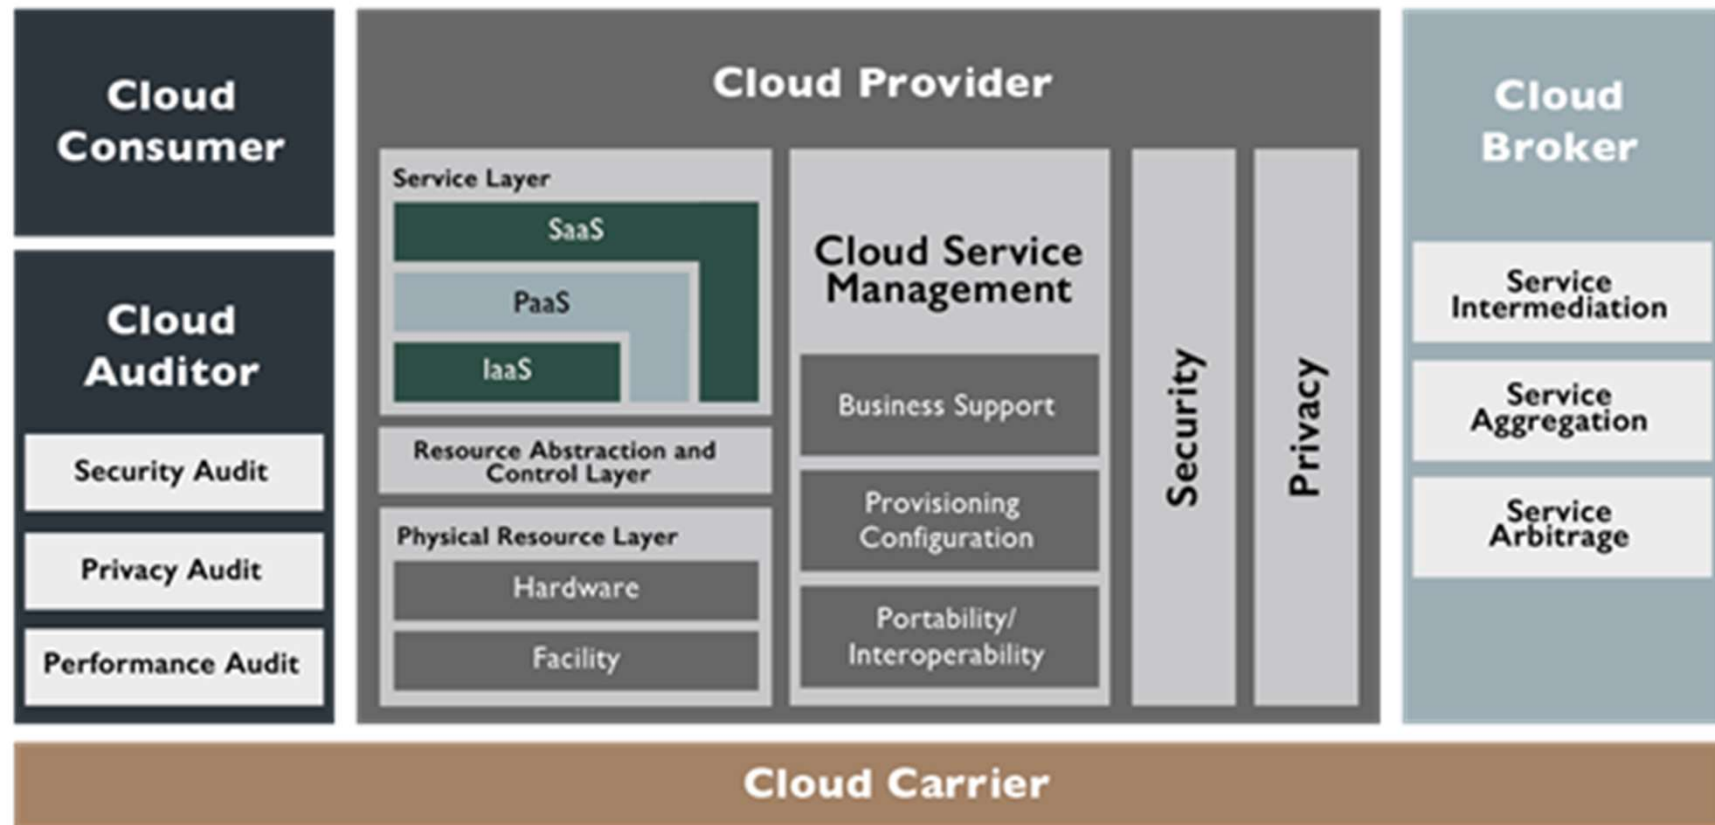 Cloud
Consumer
Cloud
Auditor
Security Audit
Privacy Audit
Performance Audit
Cloud Provider
Service Layer
SaaS
PaaS
IaaS
Resource Abstraction and
Control Layer
Physical Resource Layer
Hardware
Facility
Cloud Service
Management
Business Support
Provisioning
Configuration
Portability/
Interoperability
Security
Privacy
Cloud
Broker
Service
Intermediation
Service
Aggregation
Service
Arbitrage
Cloud Carrier